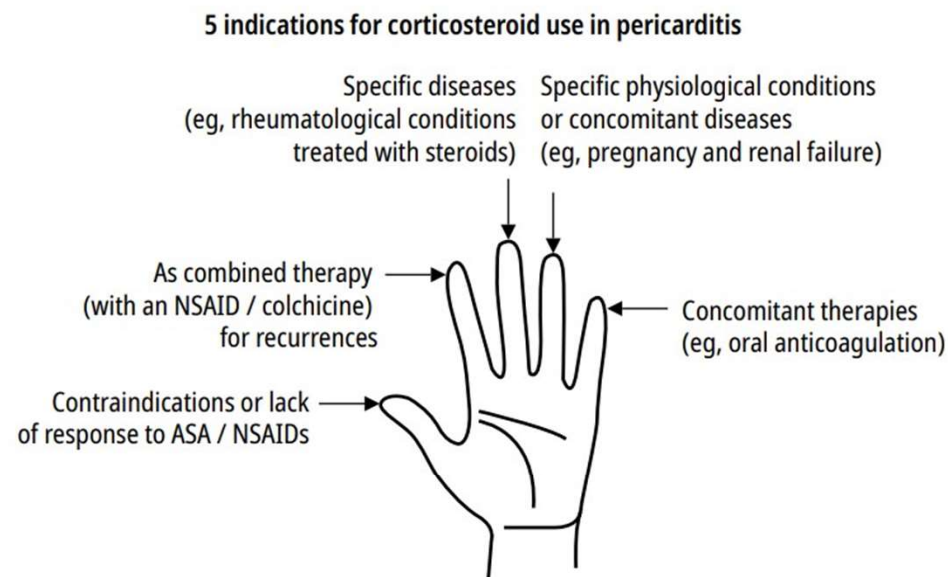 5 indications for corticosteroid use in pericarditis
Specific diseases
(eg, rheumatological conditions
treated with steroids)
Specific physiological conditions
or concomitant diseases
(eg, pregnancy and renal failure)
As combined therapy
(with an NSAID / colchicine)
for recurrences
Concomitant therapies
(eg, oral anticoagulation)
Contraindications or lack
of response to ASA / NSAIDs